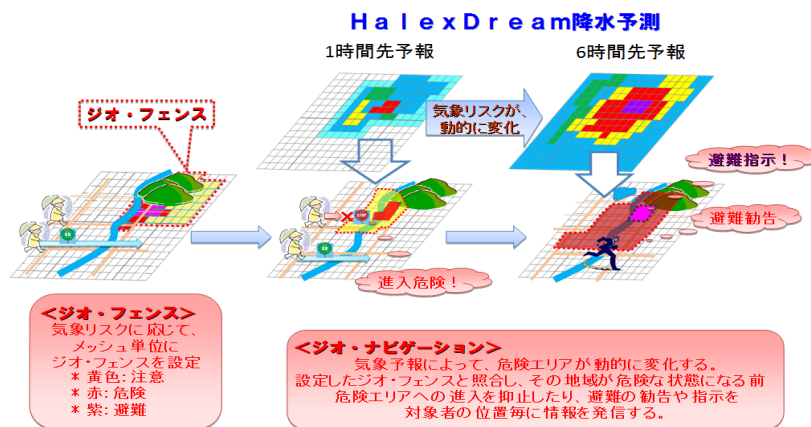 ＨａｌｅｘＤｒｅａｍ降水予測
1時間先予報
6時間先予報
ジオ・フェンス
気象リスクが、
動的に変化
避難指示！
避難勧告
進入危険！
＜ジオ・フェンス＞
気象リスクに応じて、
メッシュ単位に
ジオ・フェンスを設定
＊ 黄色：注意
＊ 赤：危険
＊ 紫：避難
＜ジオ・ナビゲーション＞
気象予報によって、危険エリアが動的に変化する。
設定したジオ・フェンスと照合し、その地域が危険な状態になる前
危険エリアへの進入を抑止したり、避難の勧告や指示を
対象者の位置毎に情報を発信する。